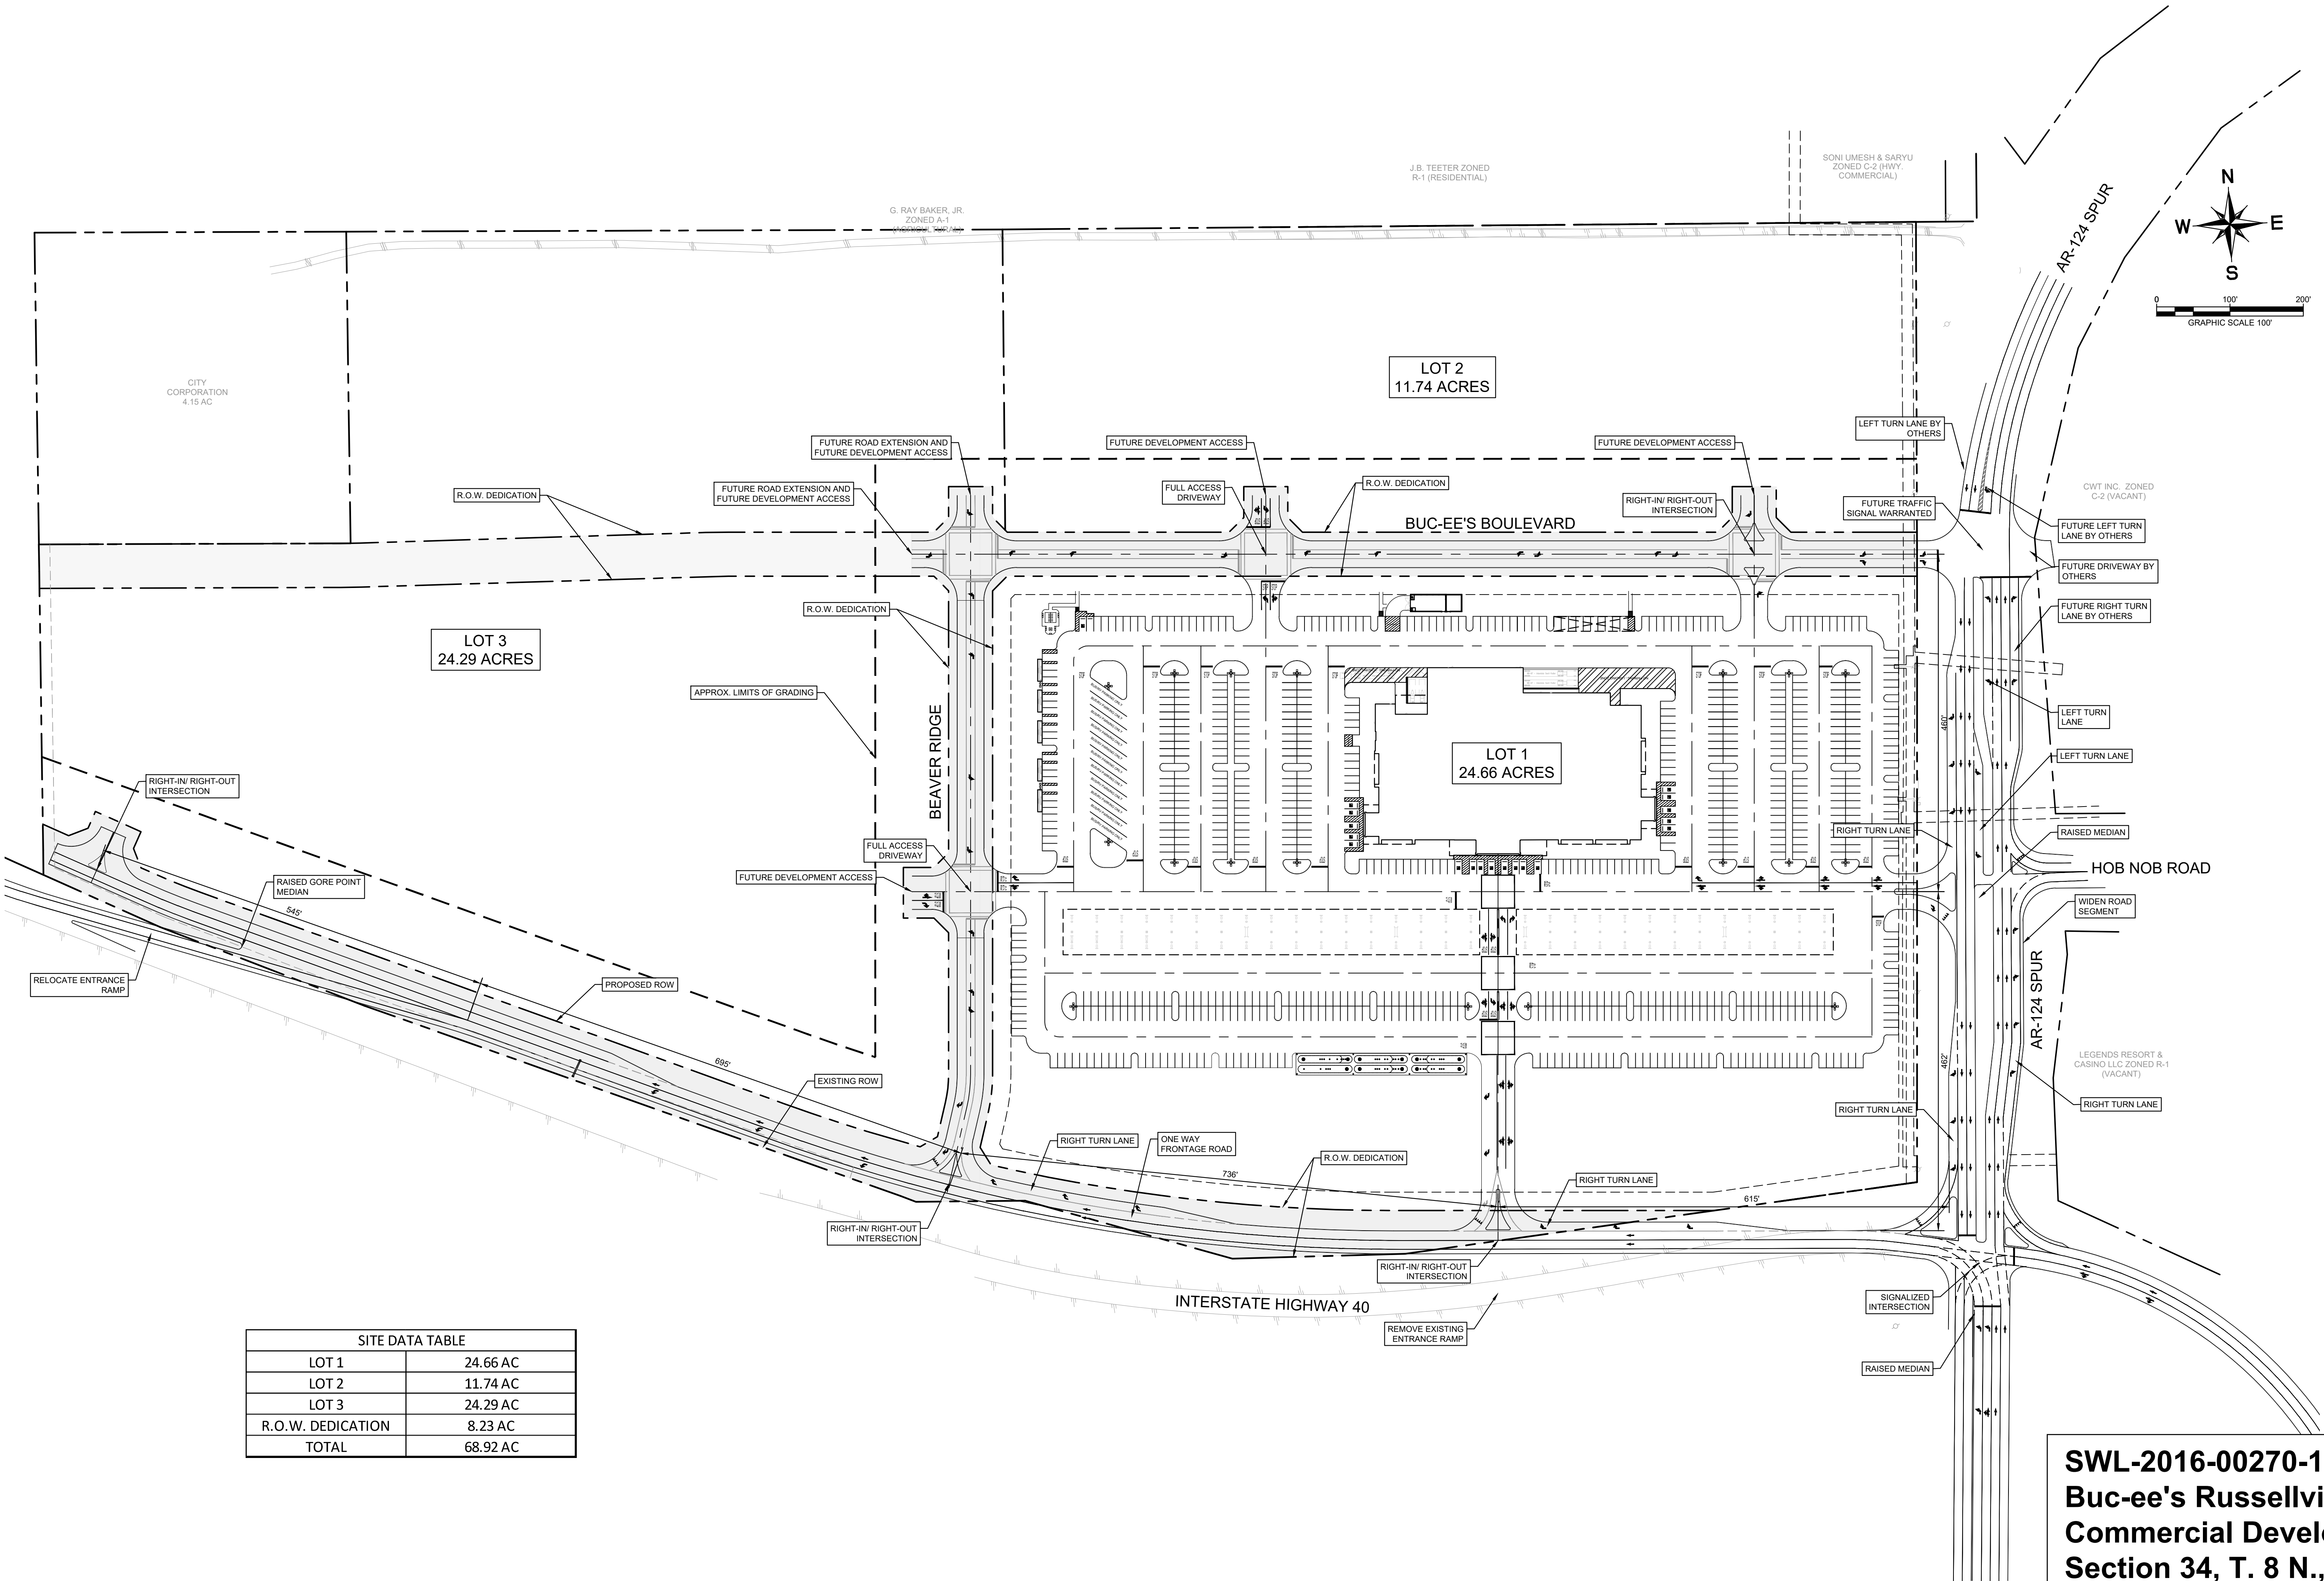 J.B. TEETER ZONED
R-1 (RESIDENTIAL)
SONI UMESH & SARYU
ZONED C-2 (HWY.
COMMERCIAL)
G. RAY BAKER, JR.
ZONED A-1
(AGRICULTURAL)
AR-124 SPUR
N
W
E
S
0
100'
200'
GRAPHIC SCALE 100'
CITY
CORPORATION
4.15 AC
LOT 2
11.74 ACRES
LEFT TURN LANE BY
OTHERS
FUTURE ROAD EXTENSION AND
FUTURE DEVELOPMENT ACCESS
FUTURE DEVELOPMENT ACCESS
FUTURE DEVELOPMENT ACCESS
R.O.W. DEDICATION
FUTURE ROAD EXTENSION AND
FUTURE DEVELOPMENT ACCESS
FULL ACCESS
DRIVEWAY
R.O.W. DEDICATION
RIGHT-IN/ RIGHT-OUT
INTERSECTION
FUTURE TRAFFIC
SIGNAL WARRANTED
CWT INC. ZONED
C-2 (VACANT)
BUC-EE'S BOULEVARD
FUTURE LEFT TURN
LANE BY OTHERS
FUTURE DRIVEWAY BY
OTHERS
R.O.W. DEDICATION
FUTURE RIGHT TURN
LANE BY OTHERS
LOT 3
24.29 ACRES
APPROX. LIMITS OF GRADING
BEAVER RIDGE
460'
LEFT TURN
LANE
LOT 1
24.66 ACRES
LEFT TURN LANE
RIGHT-IN/ RIGHT-OUT
INTERSECTION
RIGHT TURN LANE
RAISED MEDIAN
FULL ACCESS
DRIVEWAY
HOB NOB ROAD
FUTURE DEVELOPMENT ACCESS
RAISED GORE POINT
MEDIAN
545'
WIDEN ROAD
SEGMENT
RELOCATE ENTRANCE
RAMP
PROPOSED ROW
AR-124 SPUR
695'
462'
LEGENDS RESORT &
CASINO LLC ZONED R-1
(VACANT)
EXISTING ROW
RIGHT TURN LANE
RIGHT TURN LANE
RIGHT TURN LANE
ONE WAY
FRONTAGE ROAD
R.O.W. DEDICATION
736'
RIGHT TURN LANE
615'
RIGHT-IN/ RIGHT-OUT
INTERSECTION
RIGHT-IN/ RIGHT-OUT
INTERSECTION
INTERSTATE HIGHWAY 40
SIGNALIZED
INTERSECTION
REMOVE EXISTING
ENTRANCE RAMP
RAISED MEDIAN
SITE DATA TABLE
LOT 1 24.66 AC
LOT 2 11.74 AC
LOT 3 24.29 AC
R.O.W. DEDICATION 8.23 AC
TOTAL 68.92 AC
SWL-2016-00270-1
Buc-ee's Russellvi
Commercial Devel
Section 34, T. 8 N.,